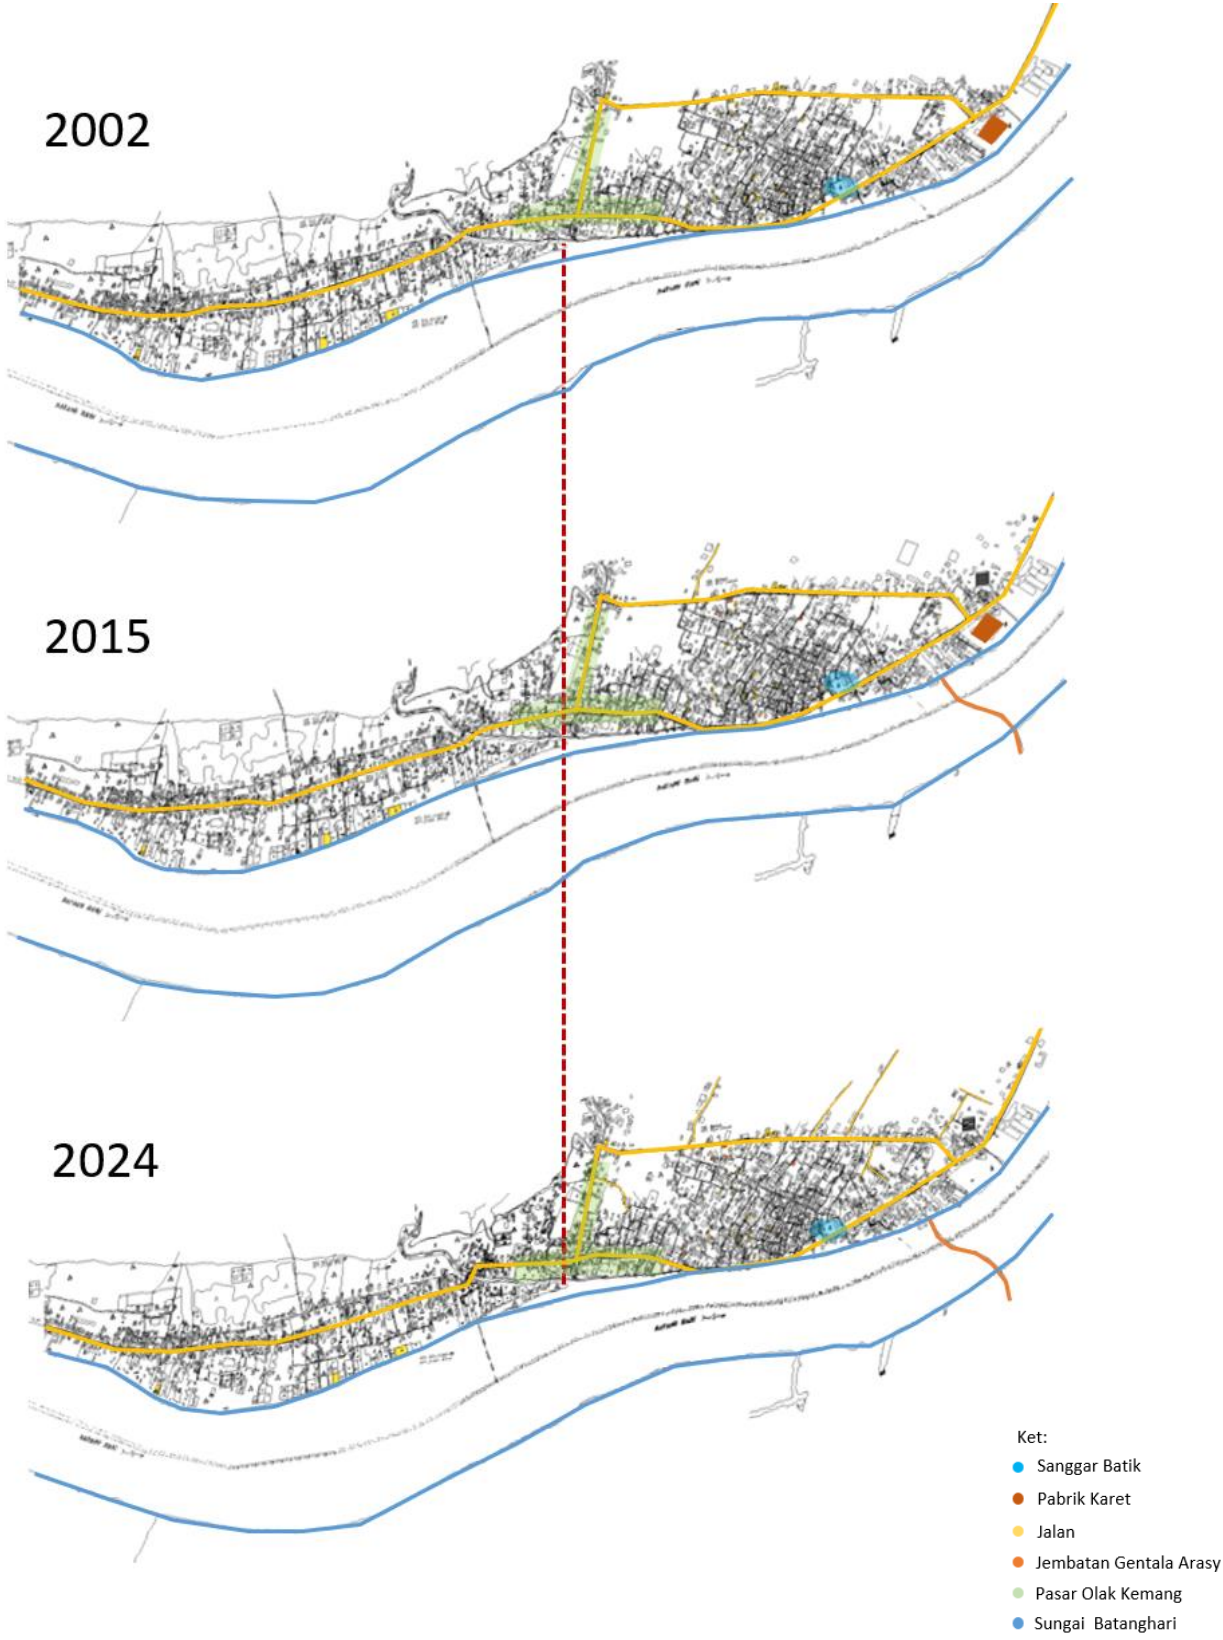 2002
2015
2024
Ket:
Sanggar Batik
Pabrik Karet
Jalan
Jembatan Gentala Arasy
Pasar Olak Kemang
Sungai Batanghari